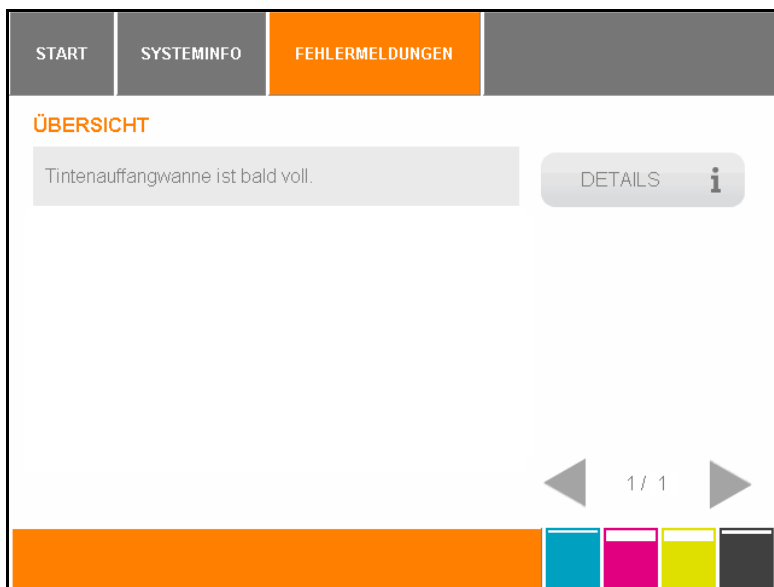 START
SYSTEMINFO
FEHLERMELDUNGEN
ÜBERSICHT
Tintenauffangwanne ist bald voll.
DETAILS i
1 / 1